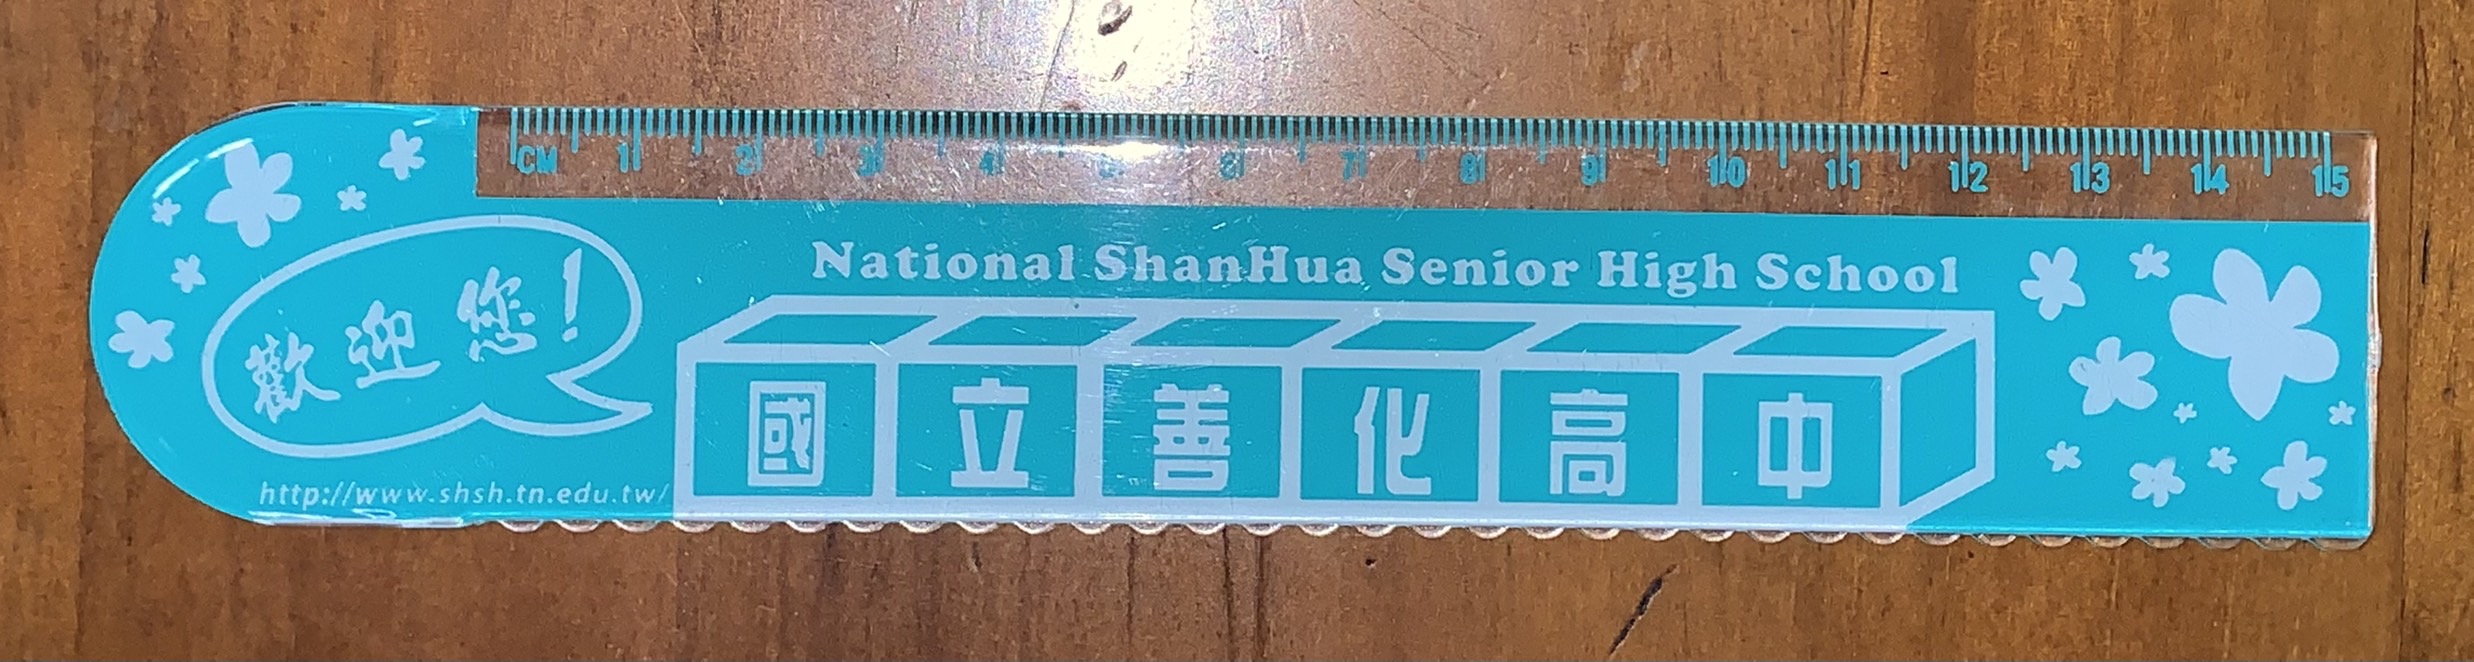 CM 1 2 3 4 5 6 7 8 9 10 11 12 13 14 15
National ShanHua Senior High School
歡迎您!
國立善化高中
http://www.shsh.tn.edu.tw/